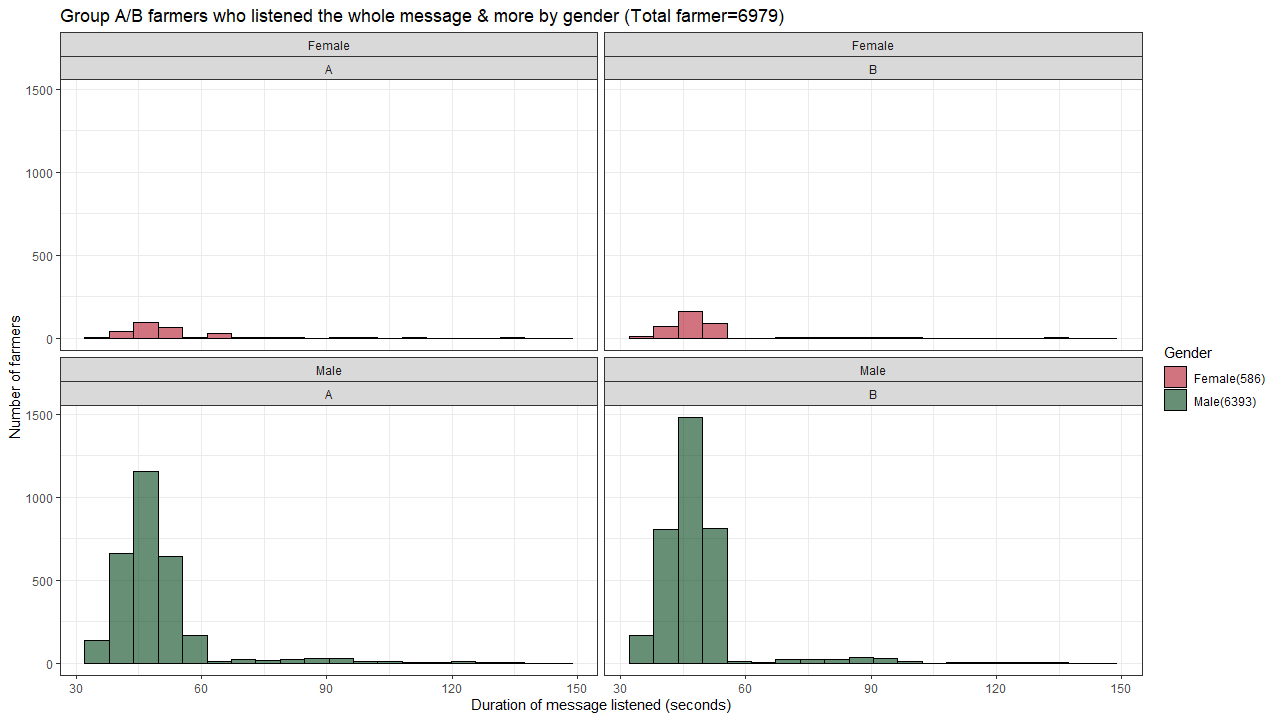 Group A/B farmers who listened the whole message & more by gender (Total farmer=6979)
Female
Female
A
B
1500
1000
500
0
Male
Male
A
B
1500
1000
500
0
30
60
90
120
150
30
60
90
120
150
Duration of message listened (seconds)
Number of farmers
Gender
Female(586)
Male(6393)